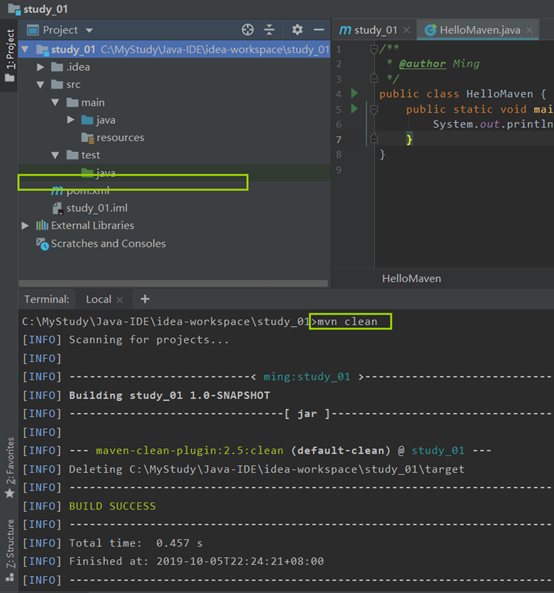 study_01
1: Project
Project
study_01 C:\MyStudy\Java-IDE\idea-workspace\study_01
.idea
src
main
java
resources
test
java
pom.xml
study_01.iml
External Libraries
Scratches and Consoles
study_01 ×
HelloMaven.java ×
1 /**
2 * @author Ming
3 */
4 public class HelloMaven {
5 public static void mai
6 System.out.println
7 }
8 }
9
HelloMaven
Terminal: Local × +
C:\MyStudy\Java-IDE\idea-workspace\study_01>mvn clean
[INFO] Scanning for projects...
[INFO]
[INFO] --------------------------< ming:study_01 >---------------------------
[INFO] Building study_01 1.0-SNAPSHOT
[INFO] --------------------------------[ jar ]---------------------------------
[INFO]
[INFO] --- maven-clean-plugin:2.5:clean (default-clean) @ study_01 ---
[INFO] Deleting C:\MyStudy\Java-IDE\idea-workspace\study_01\target
[INFO] ------------------------------------------------------------------------
[INFO] BUILD SUCCESS
[INFO] ------------------------------------------------------------------------
[INFO] Total time: 0.457 s
[INFO] Finished at: 2019-10-05T22:24:21+08:00
[INFO] ------------------------------------------------------------------------
2: Favorites
Z: Structure